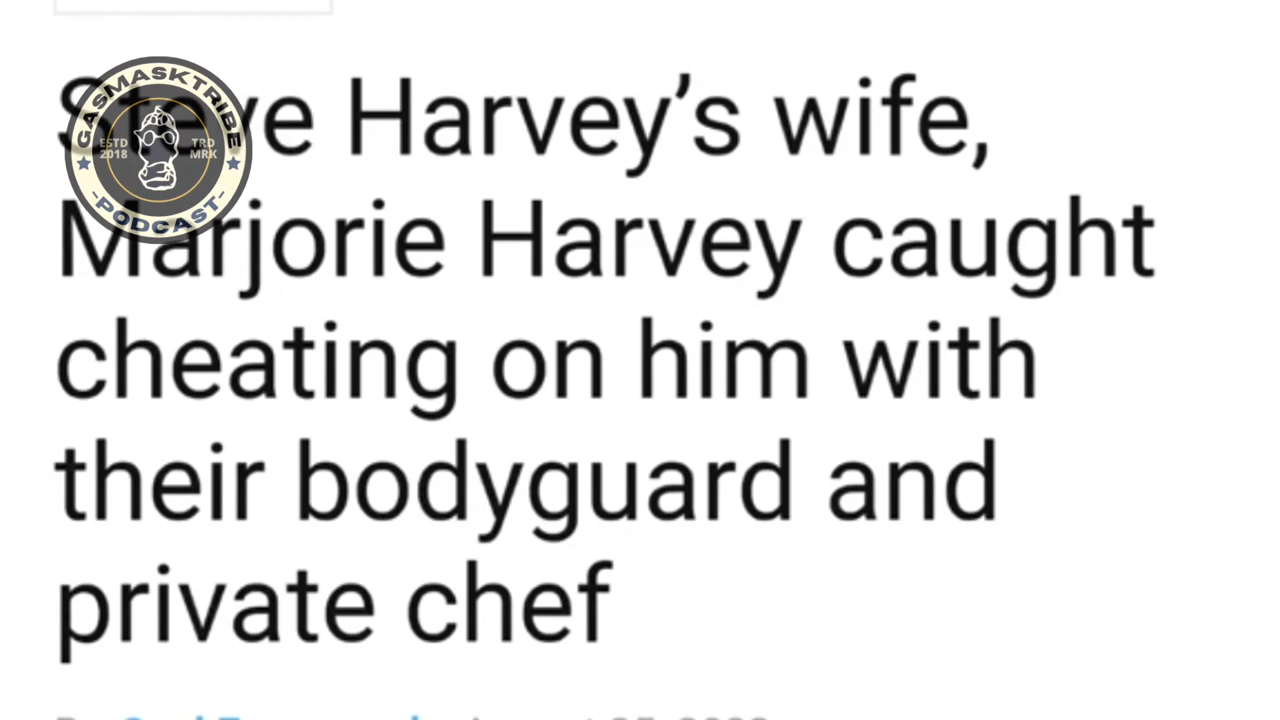 Steve Harvey’s wife,
GASMASKTRIBE
ESTD
2018
TRD
MRK
-PODCAST-
Marjorie Harvey caught
cheating on him with
their bodyguard and
private chef